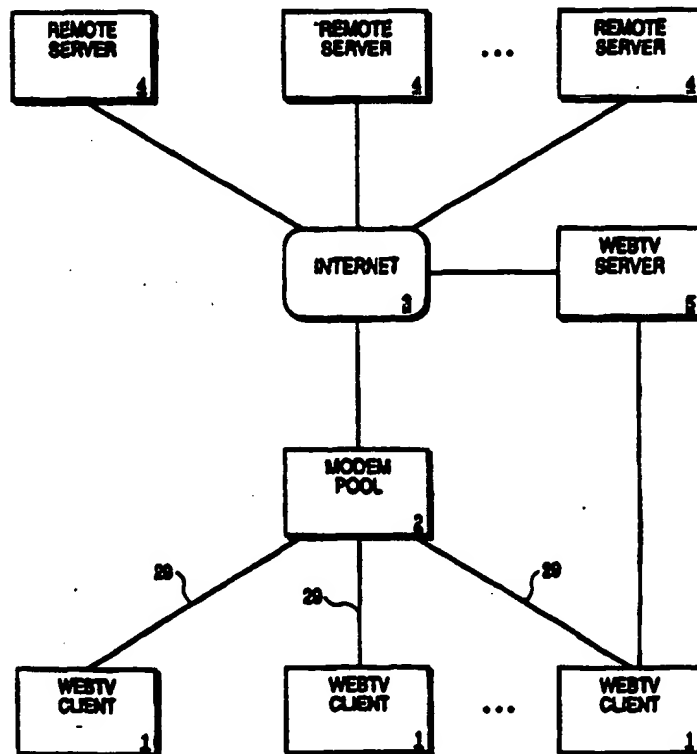 REMOTE
SERVER
4
REMOTE
SERVER
4
...
REMOTE
SERVER
4
INTERNET
3
WEBTV
SERVER
5
MODEM
POOL
2
29
29
29
WEBTV
CLIENT
1
WEBTV
CLIENT
1
...
WEBTV
CLIENT
1